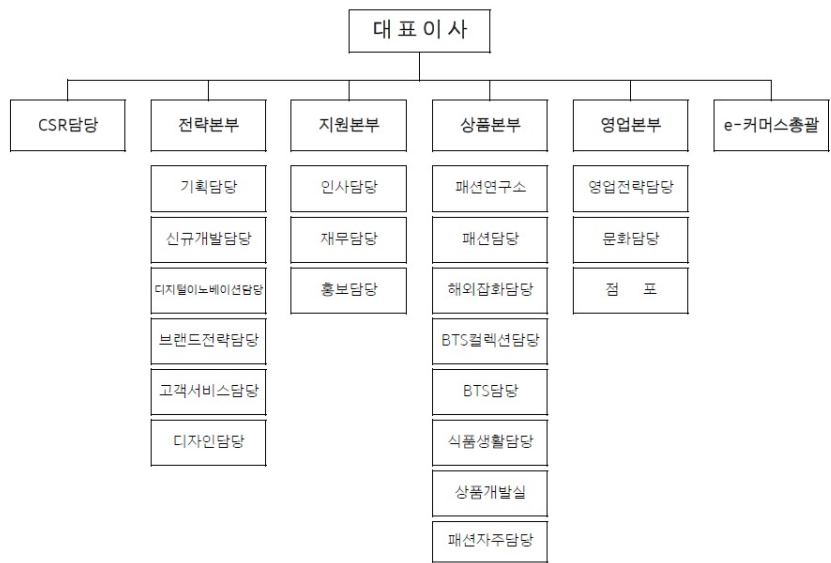 대 표 이 사
CSR담당
전략본부
지원본부
상품본부
영업본부
e-커머스총괄
기획담당
인사담당
패션연구소
영업전략담당
신규개발담당
재무담당
패션담당
문화담당
디지털이노베이션담당
홍보담당
해외잡화담당
점 포
브랜드전략담당
BTS컬렉션담당
고객서비스담당
BTS담당
디자인담당
식품생활담당
상품개발실
패션자주담당